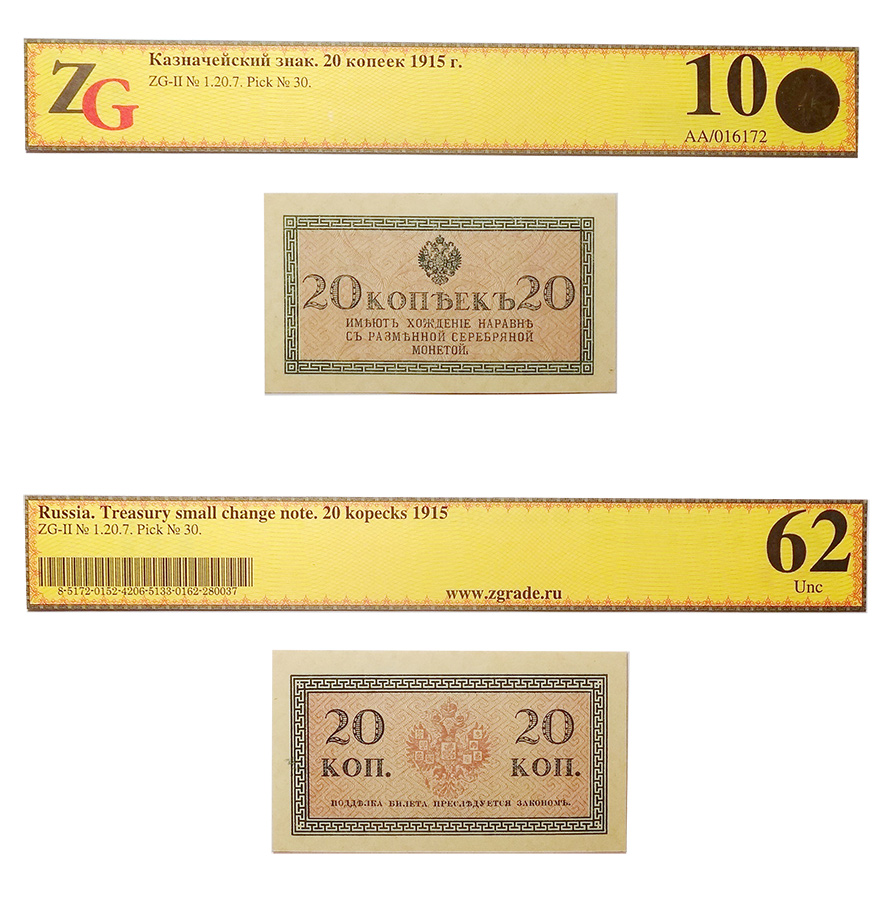 ZG
Казначейский знак. 20 копеек 1915 г.
ZG-II № 1.20.7. Pick № 30.
10
AA/016172
20 КОПѢЕКЪ 20
ИМѢЮТЪ ХОЖДЕНІЕ НАРАВНѢ
СЪ РАЗМѢННОЙ СЕРЕБРЯНОЙ
МОНЕТОЙ.
Russia. Treasury small change note. 20 kopecks 1915
ZG-II № 1.20.7. Pick № 30.
8-5172-0152-4206-5133-0162-280037
www.zgrade.ru
62
Unc
20 20
КОП. КОП.
ПОДДѢЛКА БИЛЕТА ПРЕСЛѢДУЕТСЯ ЗАКОНОМЪ.